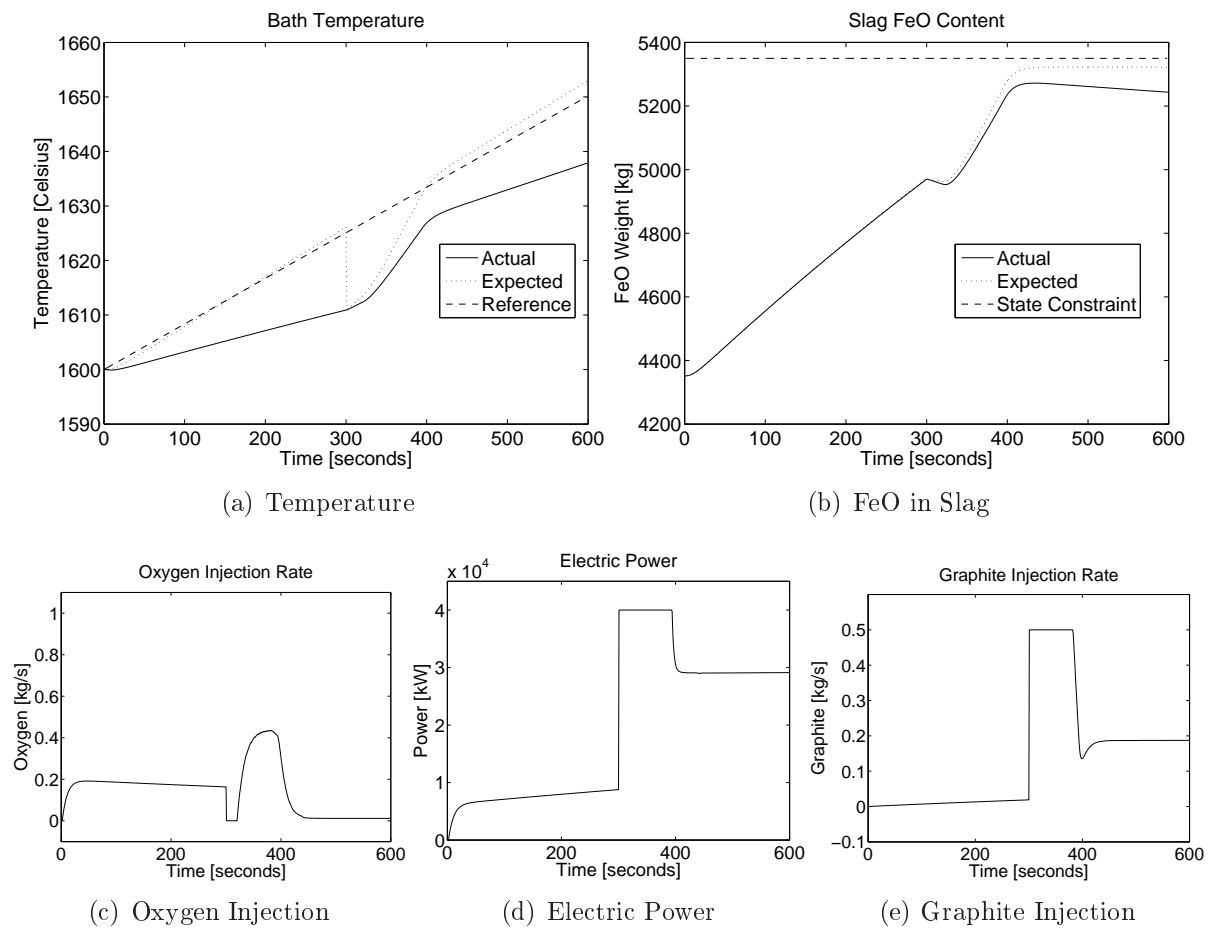 Bath Temperature
1660
1650
1640
1630
1620
1610
1600
1590
Temperature [Celsius]
Actual
Expected
Reference
0 100 200 300 400 500 600
Time [seconds]
(a) Temperature
Slag FeO Content
5400
5200
5000
4800
4600
4400
4200
FeO Weight [kg]
Actual
Expected
State Constraint
0 100 200 300 400 500 600
Time [seconds]
(b) FeO in Slag
Oxygen Injection Rate
1
0.8
0.6
0.4
0.2
0
Oxygen [kg/s]
0 200 400 600
Time [seconds]
(c) Oxygen Injection
Electric Power
x 10^4
4
3
2
1
0
Power [kW]
0 200 400 600
Time [seconds]
(d) Electric Power
Graphite Injection Rate
0.5
0.4
0.3
0.2
0.1
0
−0.1
Graphite [kg/s]
0 200 400 600
Time [seconds]
(e) Graphite Injection